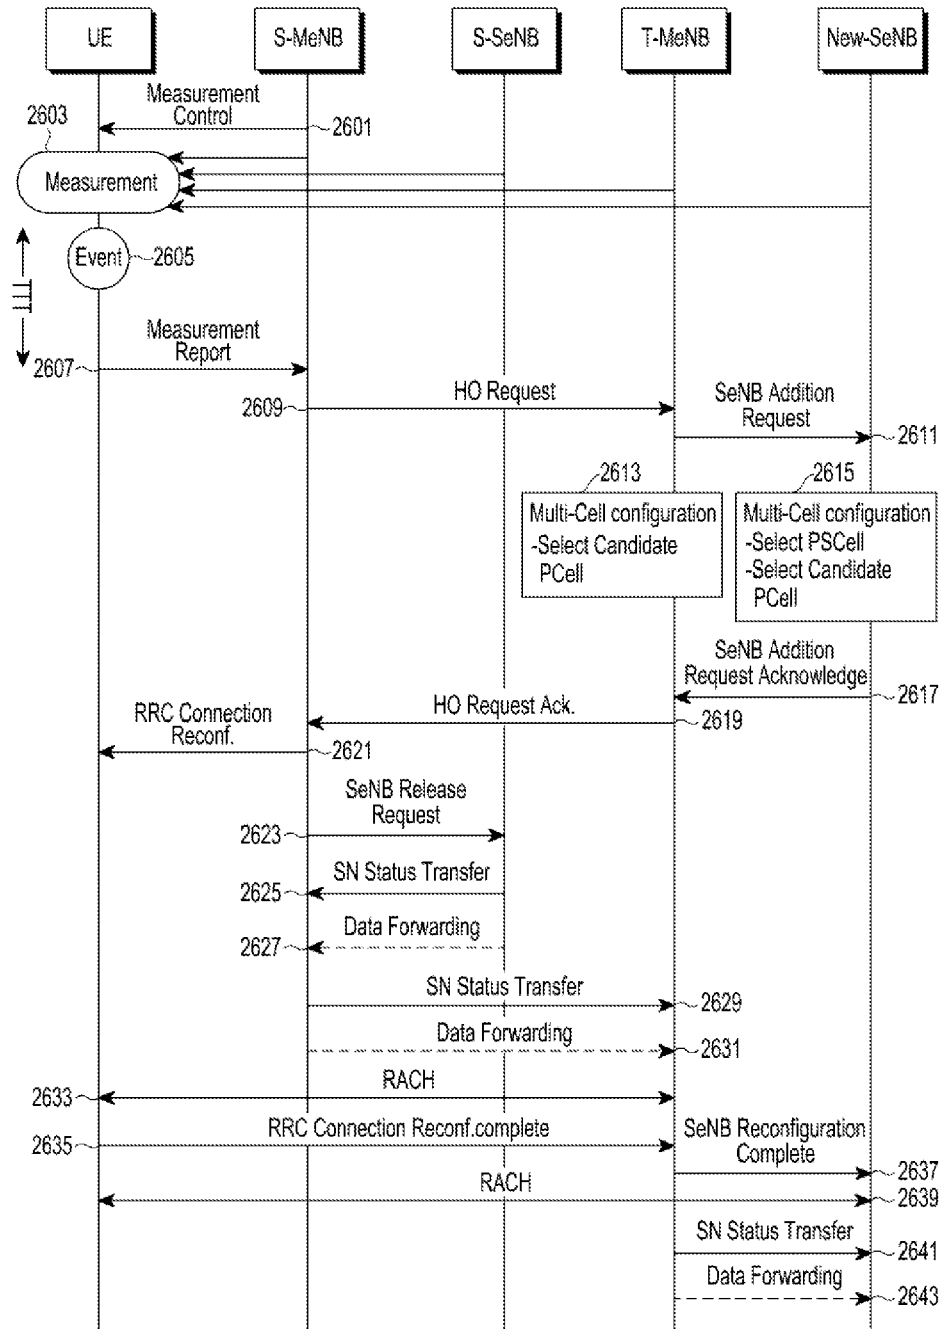 UE
S-MeNB
S-SeNB
T-MeNB
New-SeNB
Measurement
Control
2601
2603
Measurement
Event
2605
TTT
Measurement
Report
2607
HO Request
2609
SeNB Addition
Request
2611
2613
Multi-Cell configuration
-Select Candidate
PCell
2615
Multi-Cell configuration
-Select PSCell
-Select Candidate
PCell
SeNB Addition
Request Acknowledge
2617
HO Request Ack.
2619
RRC Connection
Reconf.
2621
SeNB Release
Request
2623
SN Status Transfer
2625
Data Forwarding
2627
SN Status Transfer
2629
Data Forwarding
2631
RACH
2633
RRC Connection Reconf.complete
2635
SeNB Reconfiguration
Complete
2637
RACH
2639
SN Status Transfer
2641
Data Forwarding
2643